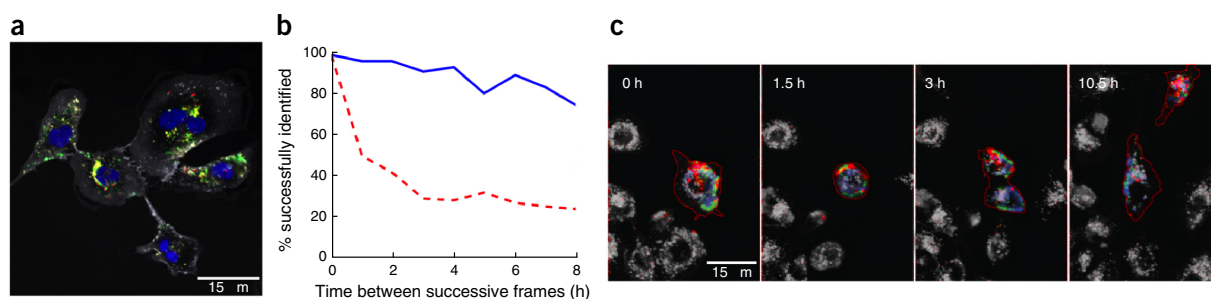 a
b
c
15 m
% successfully identified
100
80
60
40
20
0
0 2 4 6 8
Time between successive frames (h)
0 h
1.5 h
3 h
10.5 h
15 m